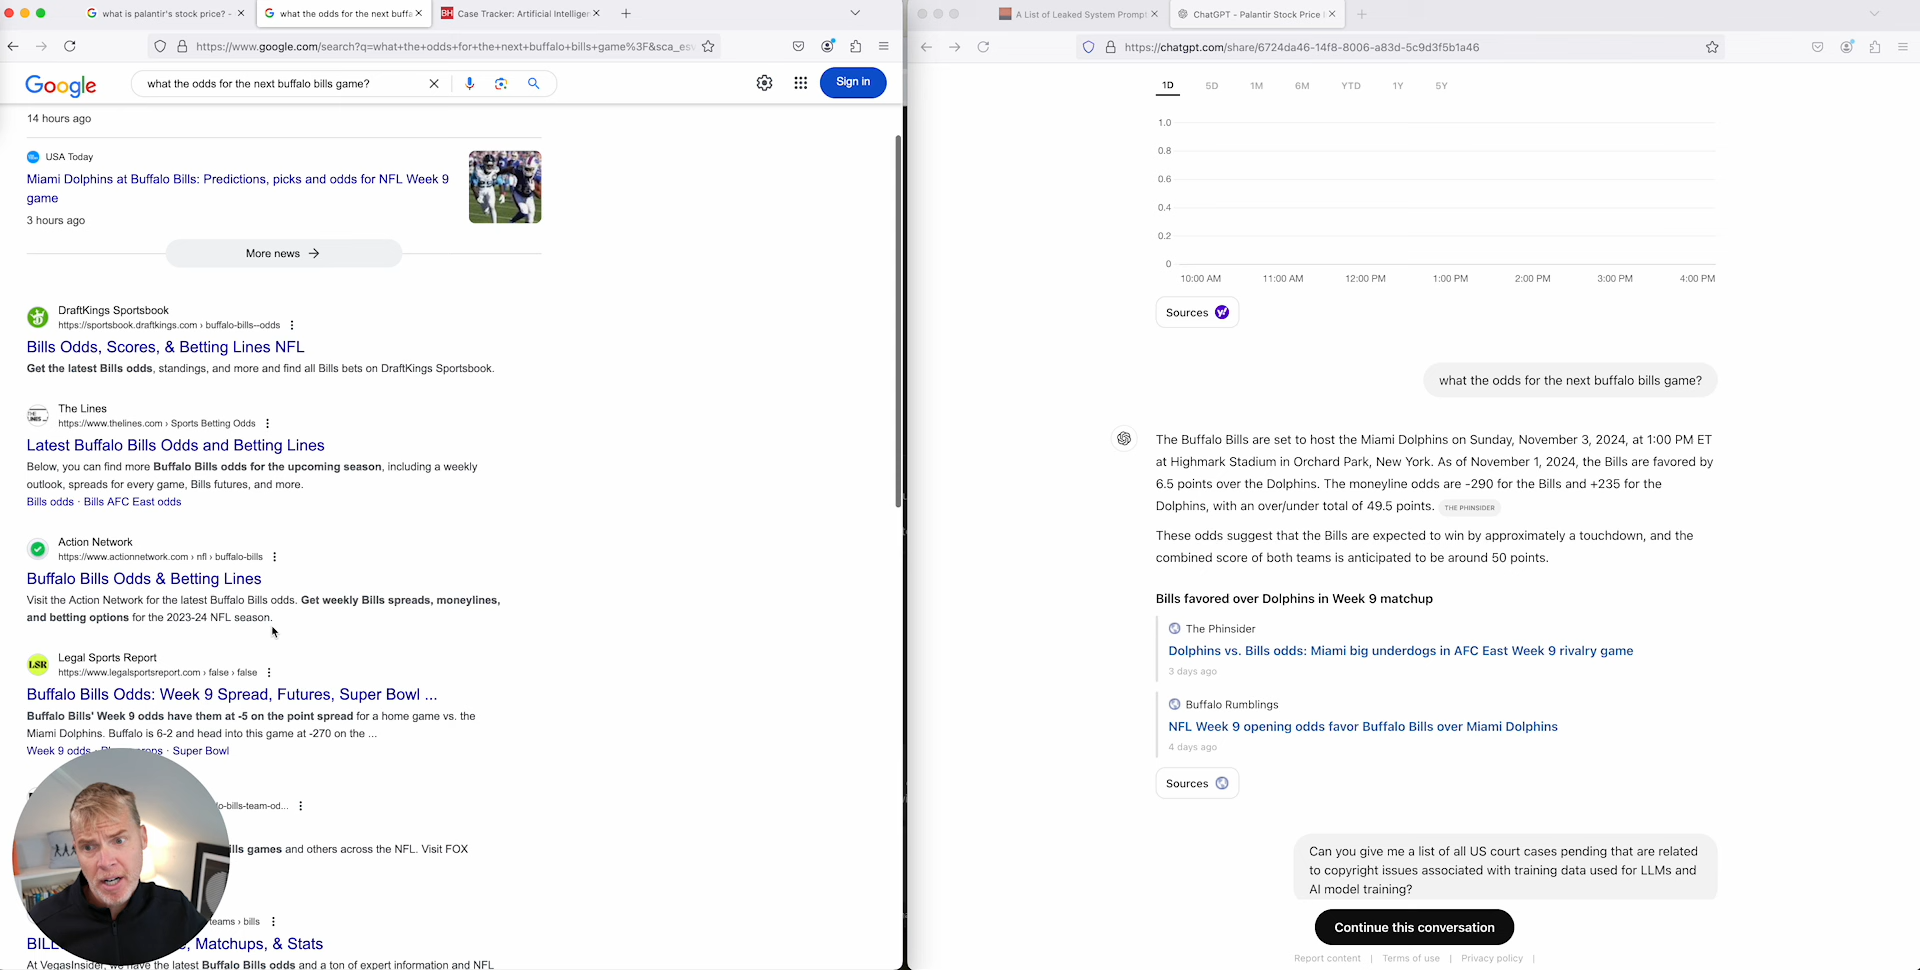 what is palantir's stock price? -
what the odds for the next buffa
Case Tracker: Artificial Intelligen
https://www.google.com/search?q=what+the+odds+for+the+next+buffalo+bills+game%3F&sca_esv
Google
what the odds for the next buffalo bills game?
Sign in
14 hours ago
USA Today
Miami Dolphins at Buffalo Bills: Predictions, picks and odds for NFL Week 9
game
3 hours ago
More news →
DraftKings Sportsbook
https://sportsbook.draftkings.com › buffalo-bills--odds
Bills Odds, Scores, & Betting Lines NFL
Get the latest Bills odds, standings, and more and find all Bills bets on DraftKings Sportsbook.
The Lines
https://www.thelines.com › Sports Betting Odds
Latest Buffalo Bills Odds and Betting Lines
Below, you can find more Buffalo Bills odds for the upcoming season, including a weekly
outlook, spreads for every game, Bills futures, and more.
Bills odds · Bills AFC East odds
Action Network
https://www.actionnetwork.com › nfl › buffalo-bills
Buffalo Bills Odds & Betting Lines
Visit the Action Network for the latest Buffalo Bills odds. Get weekly Bills spreads, moneylines,
and betting options for the 2023-24 NFL season.
LSR
Legal Sports Report
https://www.legalsportsreport.com › false › false
Buffalo Bills Odds: Week 9 Spread, Futures, Super Bowl ...
Buffalo Bills' Week 9 odds have them at -5 on the point spread for a home game vs. the
Miami Dolphins. Buffalo is 6-2 and head into this game at -270 on the ...
Week 9 odds · props · Super Bowl
lo-bills-team-od...
ills games and others across the NFL. Visit FOX
teams › bills
BILL , Matchups, & Stats
At VegasInsider, we have the latest Buffalo Bills odds and a ton of expert information and NFL
A List of Leaked System Promp
ChatGPT - Palantir Stock Price
https://chatgpt.com/share/6724da46-14f8-8006-a83d-5c9d3f5b1a46
1D 5D 1M 6M YTD 1Y 5Y
1.0
0.8
0.6
0.4
0.2
0
10:00 AM 11:00 AM 12:00 PM 1:00 PM 2:00 PM 3:00 PM 4:00 PM
Sources
what the odds for the next buffalo bills game?
The Buffalo Bills are set to host the Miami Dolphins on Sunday, November 3, 2024, at 1:00 PM ET
at Highmark Stadium in Orchard Park, New York. As of November 1, 2024, the Bills are favored by
6.5 points over the Dolphins. The moneyline odds are -290 for the Bills and +235 for the
Dolphins, with an over/under total of 49.5 points. THE PHINSIDER
These odds suggest that the Bills are expected to win by approximately a touchdown, and the
combined score of both teams is anticipated to be around 50 points.
Bills favored over Dolphins in Week 9 matchup
The Phinsider
Dolphins vs. Bills odds: Miami big underdogs in AFC East Week 9 rivalry game
3 days ago
Buffalo Rumblings
NFL Week 9 opening odds favor Buffalo Bills over Miami Dolphins
4 days ago
Sources
Can you give me a list of all US court cases pending that are related
to copyright issues associated with training data used for LLMs and
AI model training?
Continue this conversation
Report content | Terms of use | Privacy policy |